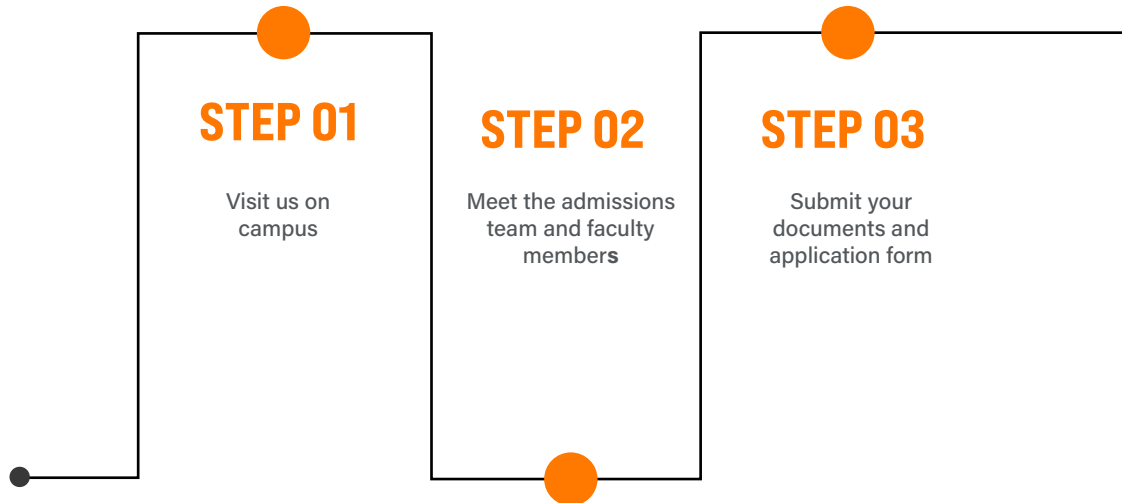 STEP 01
Visit us on
campus
STEP 02
Meet the admissions
team and faculty
members
STEP 03
Submit your
documents and
application form